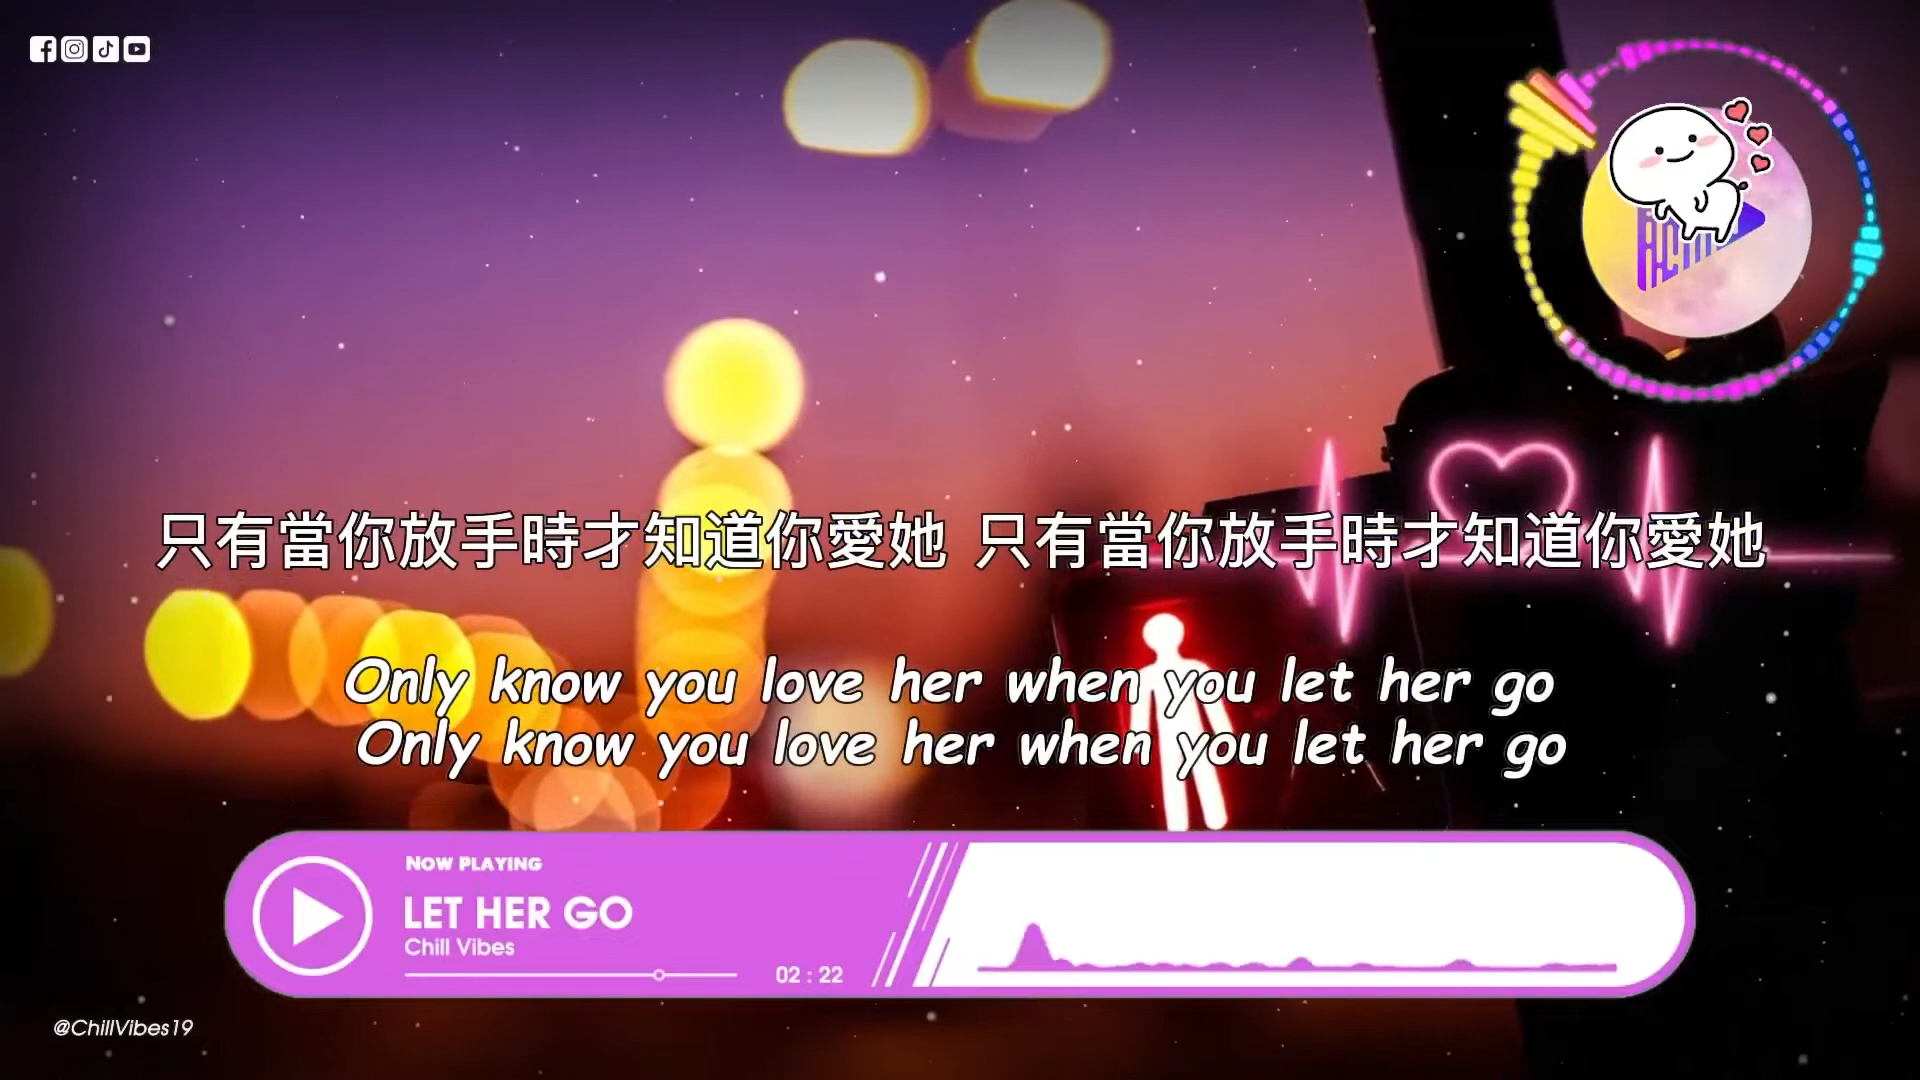 只有當你放手時才知道你愛她 只有當你放手時才知道你愛她
Only know you love her when you let her go
Only know you love her when you let her go
NOW PLAYING
LET HER GO
Chill Vibes
02 : 22
@ChillVibes19